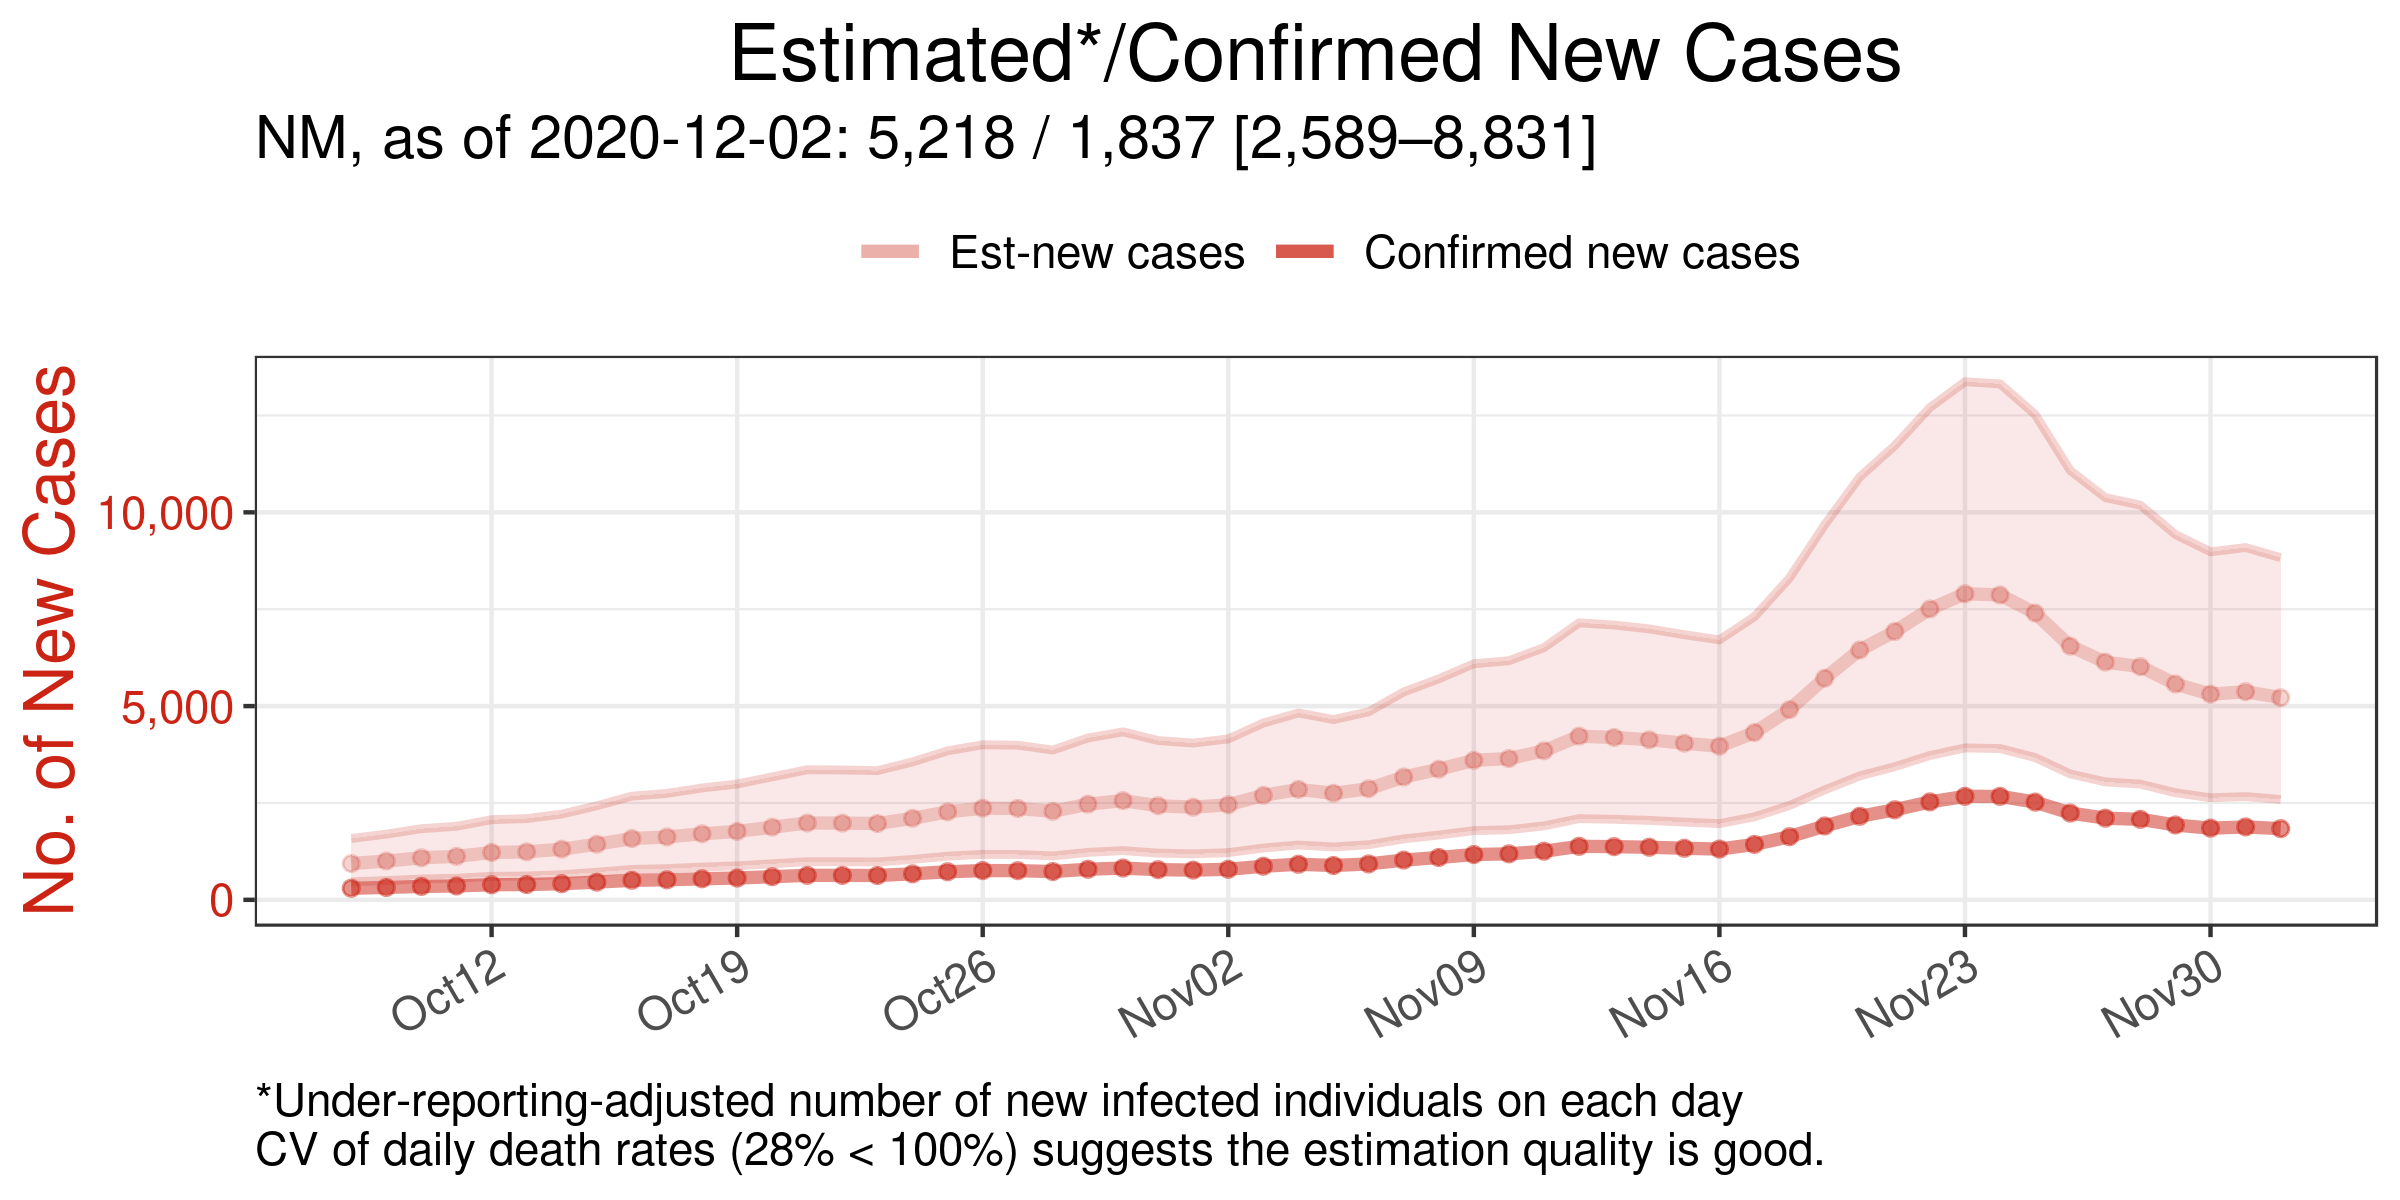 Estimated*/Confirmed New Cases
NM, as of 2020-12-02: 5,218 / 1,837 [2,589–8,831]
Est-new cases
Confirmed new cases
No. of New Cases
10,000
5,000
0
Oct12
Oct19
Oct26
Nov02
Nov09
Nov16
Nov23
Nov30
*Under-reporting-adjusted number of new infected individuals on each day
CV of daily death rates (28% < 100%) suggests the estimation quality is good.